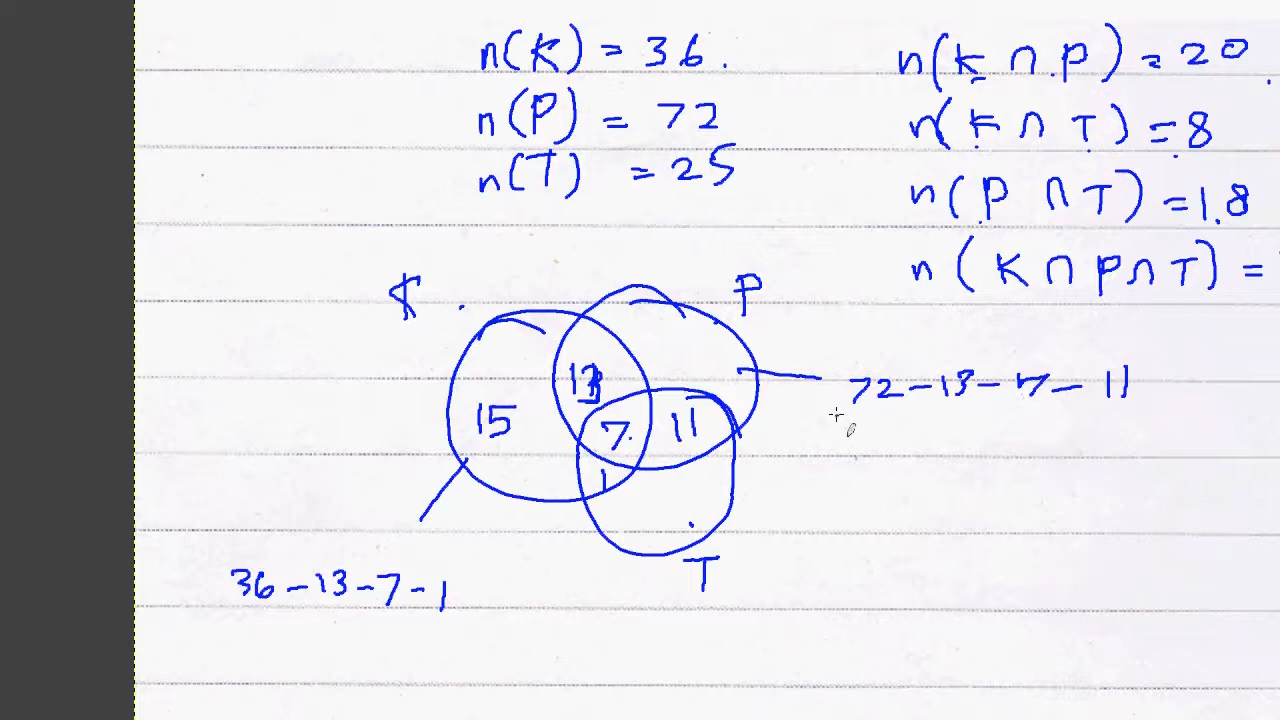 n(K) = 36.
n(P) = 72
n(T) = 25
n(K ∩ P) = 20
n(K ∩ T) = 8
n(P ∩ T) = 18
n(K ∩ P ∩ T) =
K
P
13
15
7
11
1
72-13-7-11
T
36-13-7-1